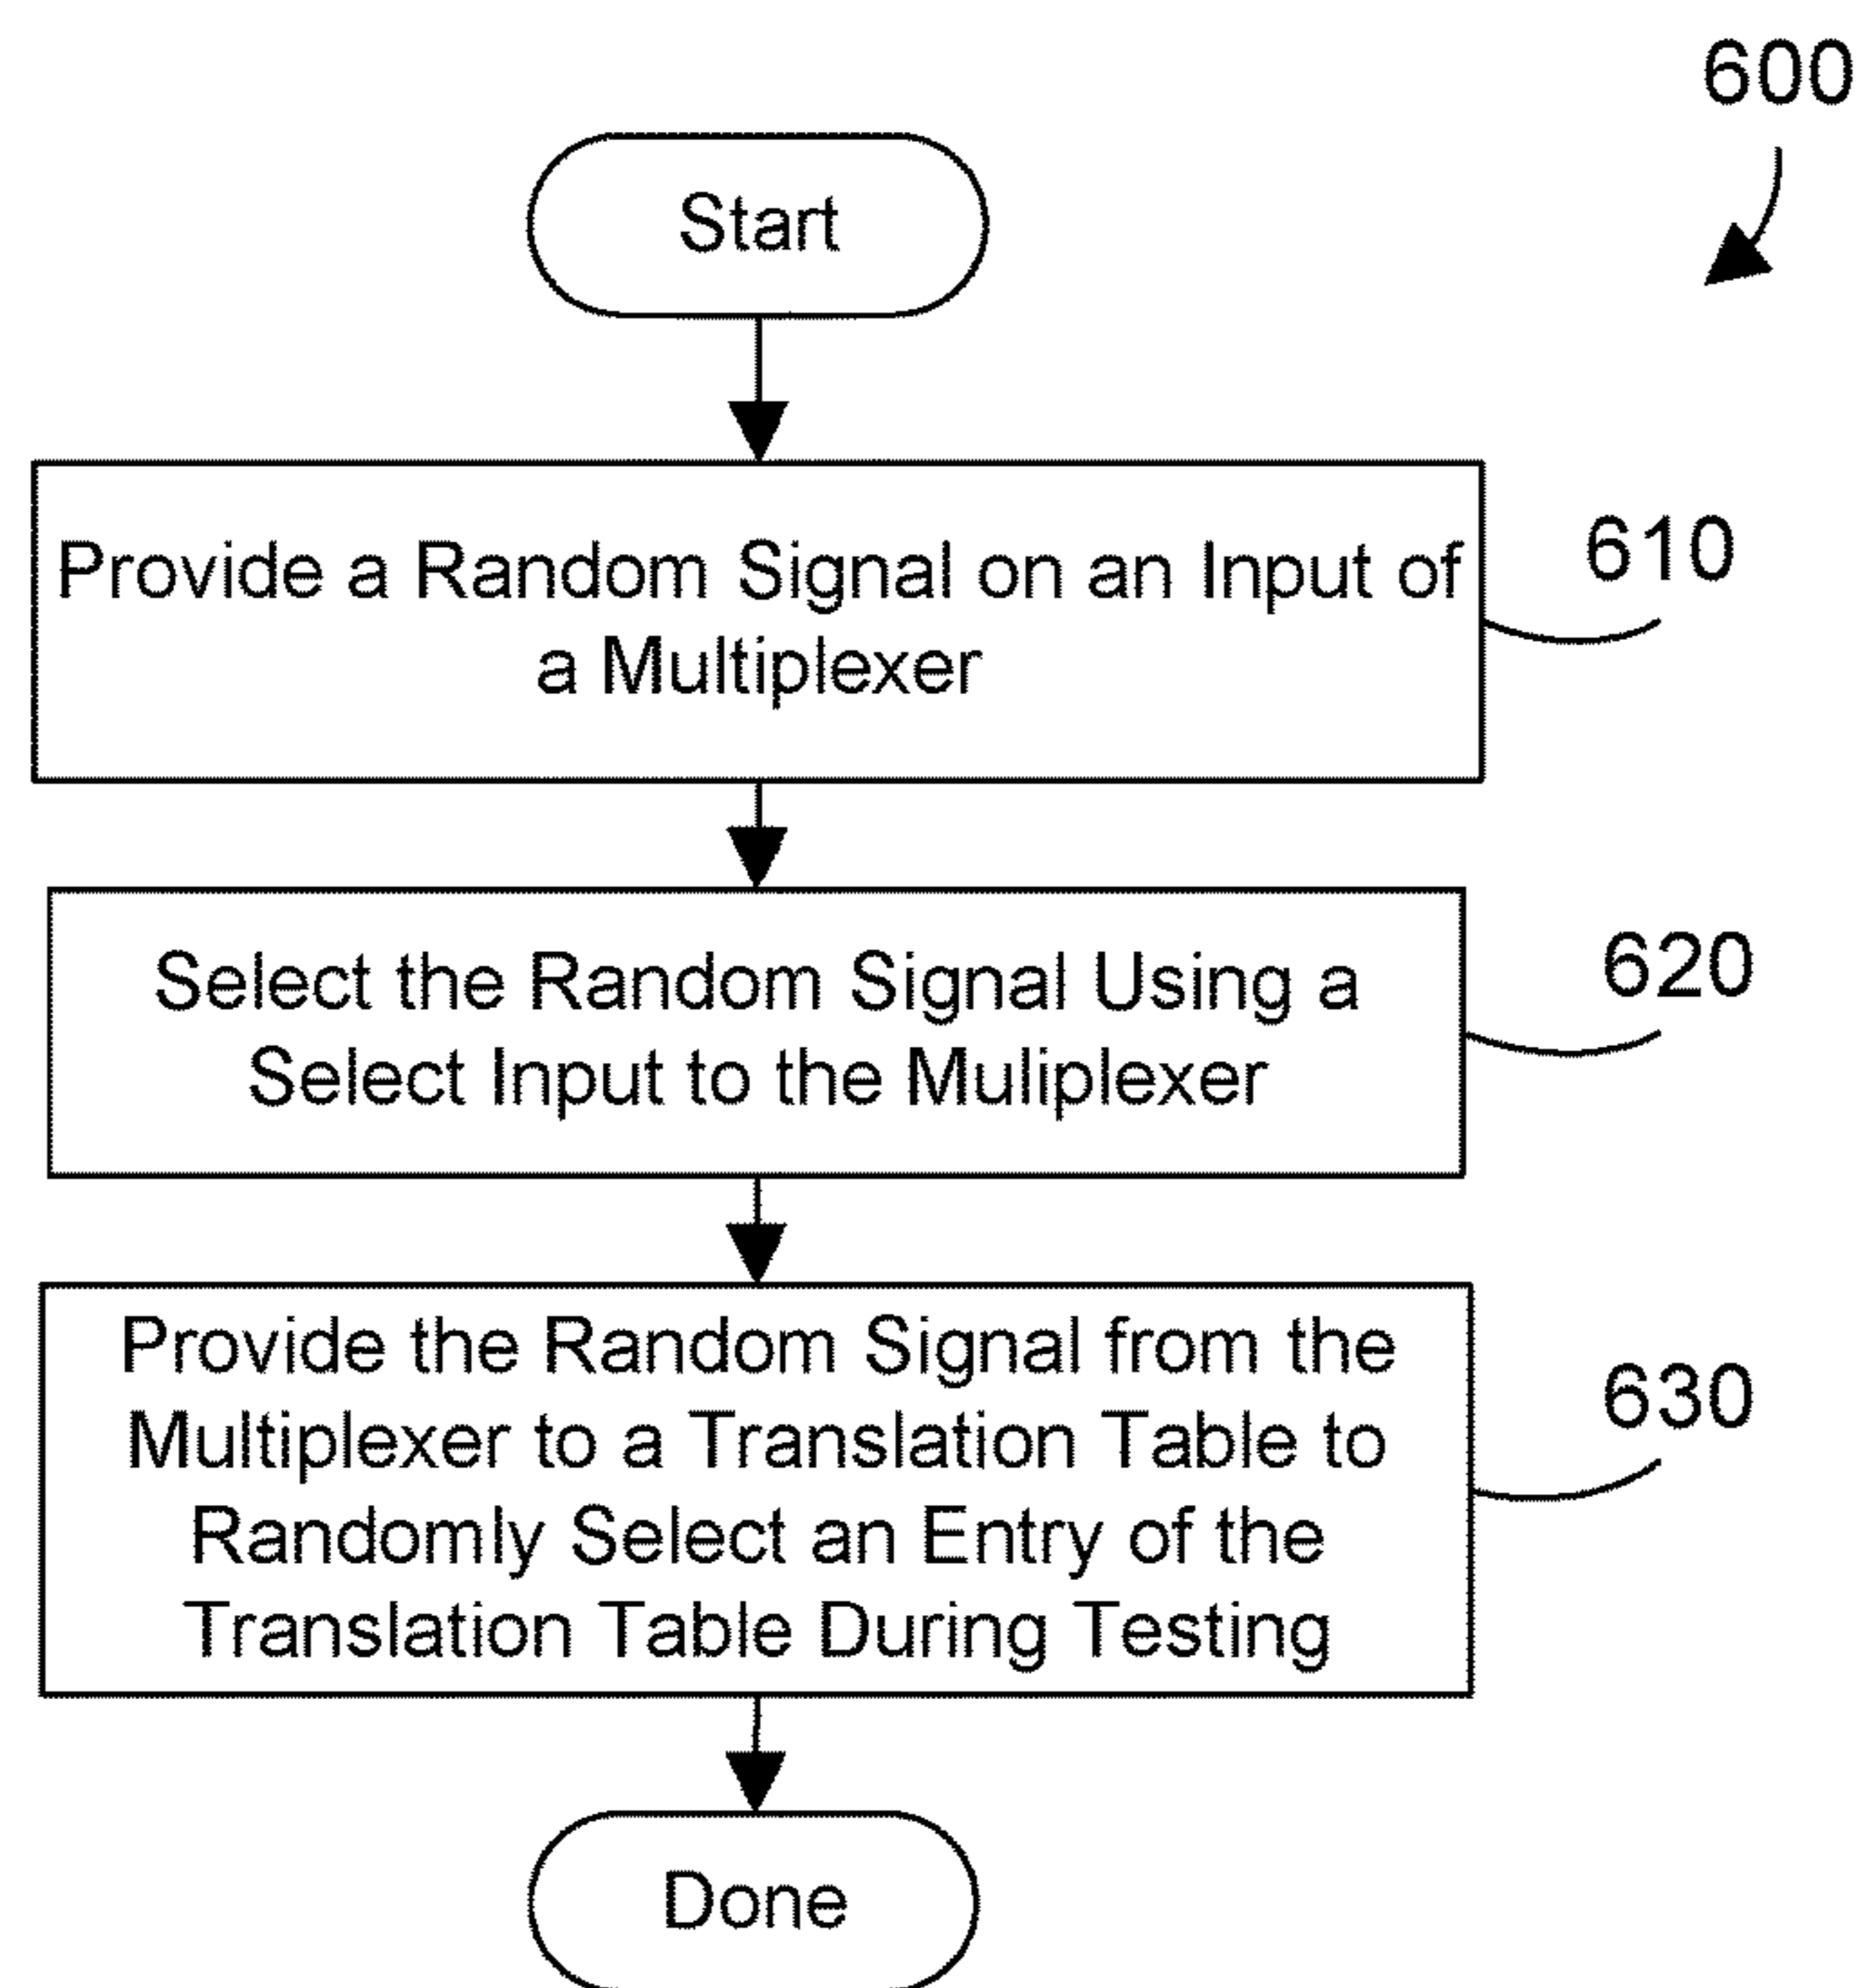 600
Start
Provide a Random Signal on an Input of
a Multiplexer
610
Select the Random Signal Using a
Select Input to the Muliplexer
620
Provide the Random Signal from the
Multiplexer to a Translation Table to
Randomly Select an Entry of the
Translation Table During Testing
630
Done